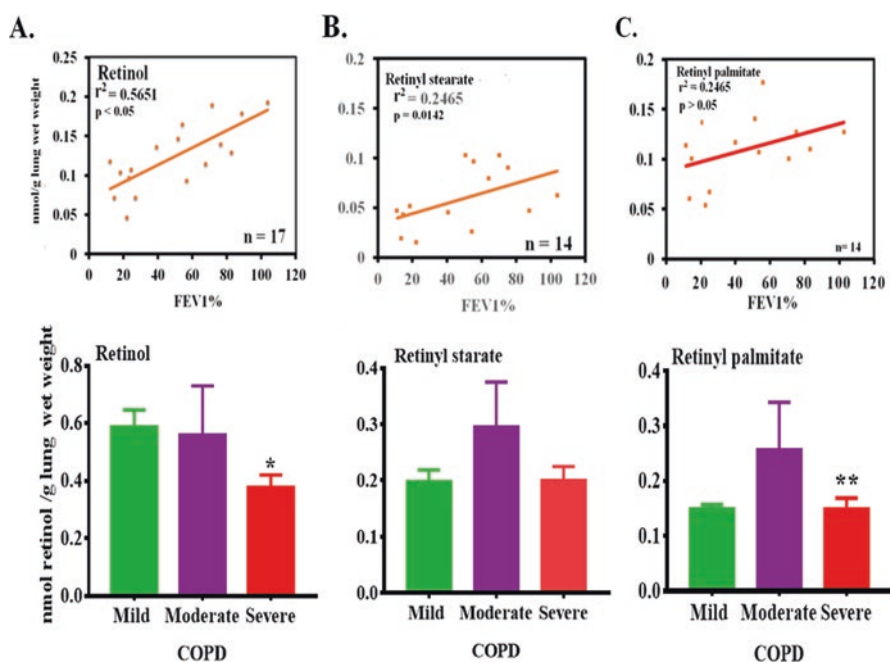 A.
B.
C.
nmol/g lung wet weight
0.25
0.2
0.15
0.1
0.05
0
Retinol
r² = 0.5651
p < 0.05
n = 17
0 20 40 60 80 100 120
FEV1%
0.2
0.15
0.1
0.05
0
Retinyl stearate
r² = 0.2465
p = 0.0142
n = 14
0 20 40 60 80 100 120
FEV1%
0.2
0.15
0.1
0.05
0
Retinyl palmitate
r² = 0.2465
p > 0.05
n= 14
0 20 40 60 80 100 120
FEV1%
nmol retinol /g lung wet weight
0.8
0.6
0.4
0.2
0.0
Retinol
*
Mild Moderate Severe
COPD
0.4
0.3
0.2
0.1
0.0
Retinyl starate
Mild Moderate Severe
COPD
0.4
0.3
0.2
0.1
0.0
Retinyl palmitate
**
Mild Moderate Severe
COPD